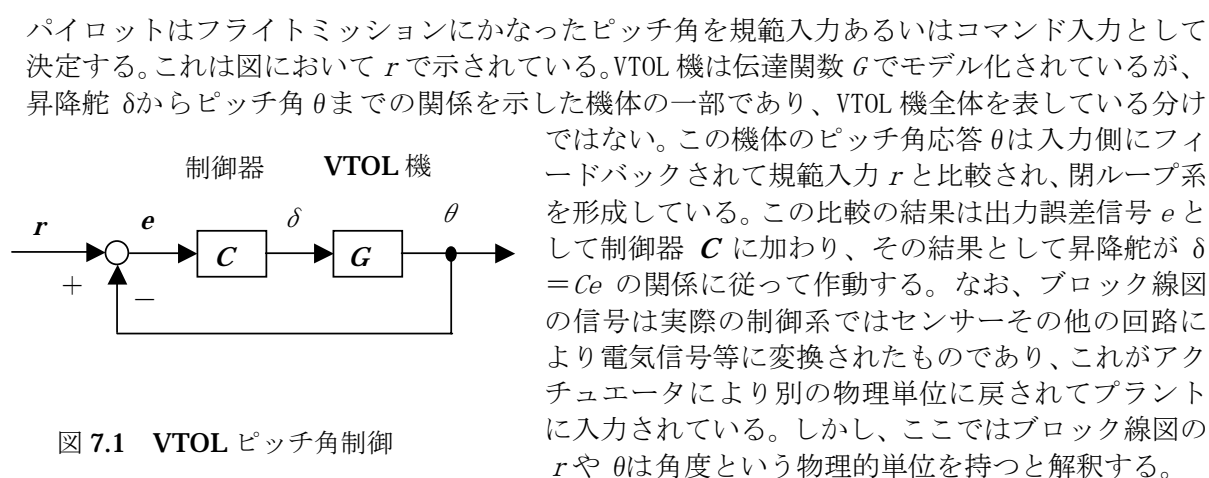 パイロットはフライトミッションにかなったピッチ角を規範入力あるいはコマンド入力として
決定する。これは図において r で示されている。VTOL 機は伝達関数 G でモデル化されているが、
昇降舵 δからピッチ角 θまでの関係を示した機体の一部であり、VTOL 機全体を表している分け
ではない。この機体のピッチ角応答 θは入力側にフィ
ードバックされて規範入力 r と比較され、閉ループ系
を形成している。この比較の結果は出力誤差信号 e と
して制御器 C に加わり、その結果として昇降舵が δ
＝Ce の関係に従って作動する。なお、ブロック線図
の信号は実際の制御系ではセンサーその他の回路に
より電気信号等に変換されたものであり、これがアク
チュエータにより別の物理単位に戻されてプラント
に入力されている。しかし、ここではブロック線図の
r や θは角度という物理的単位を持つと解釈する。
制御器 VTOL 機
r e C δ G θ
＋ －
図 7.1 VTOL ピッチ角制御